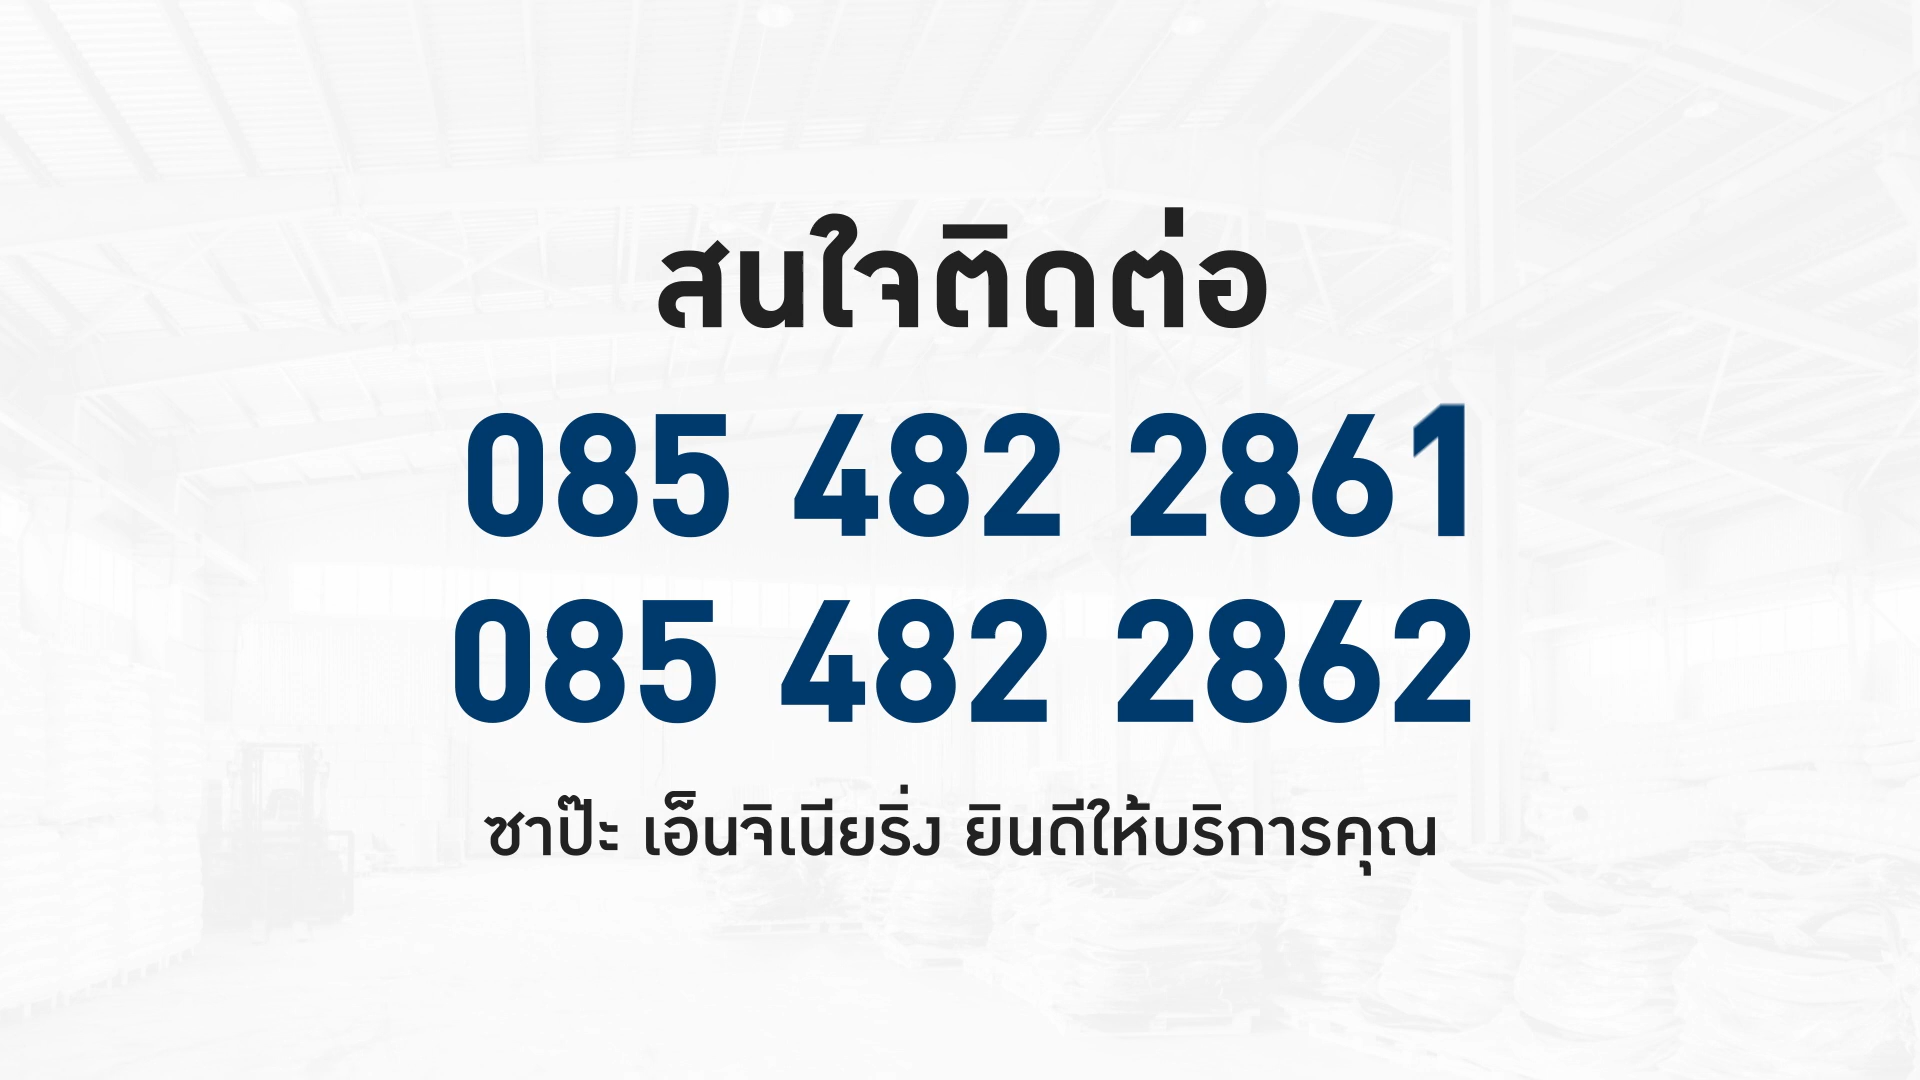 สนใจติดต่อ
085 482 2861
085 482 2862
ซาป๊ะ เอ็นจิเนียริ่ง ยินดีให้บริการคุณ